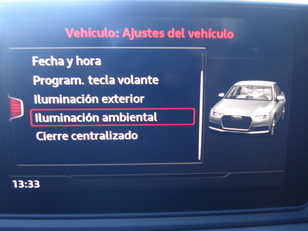 Vehículo: Ajustes del vehículo
Fecha y hora
Program. tecla volante
Iluminación exterior
Iluminación ambiental
Cierre centralizado
13:33